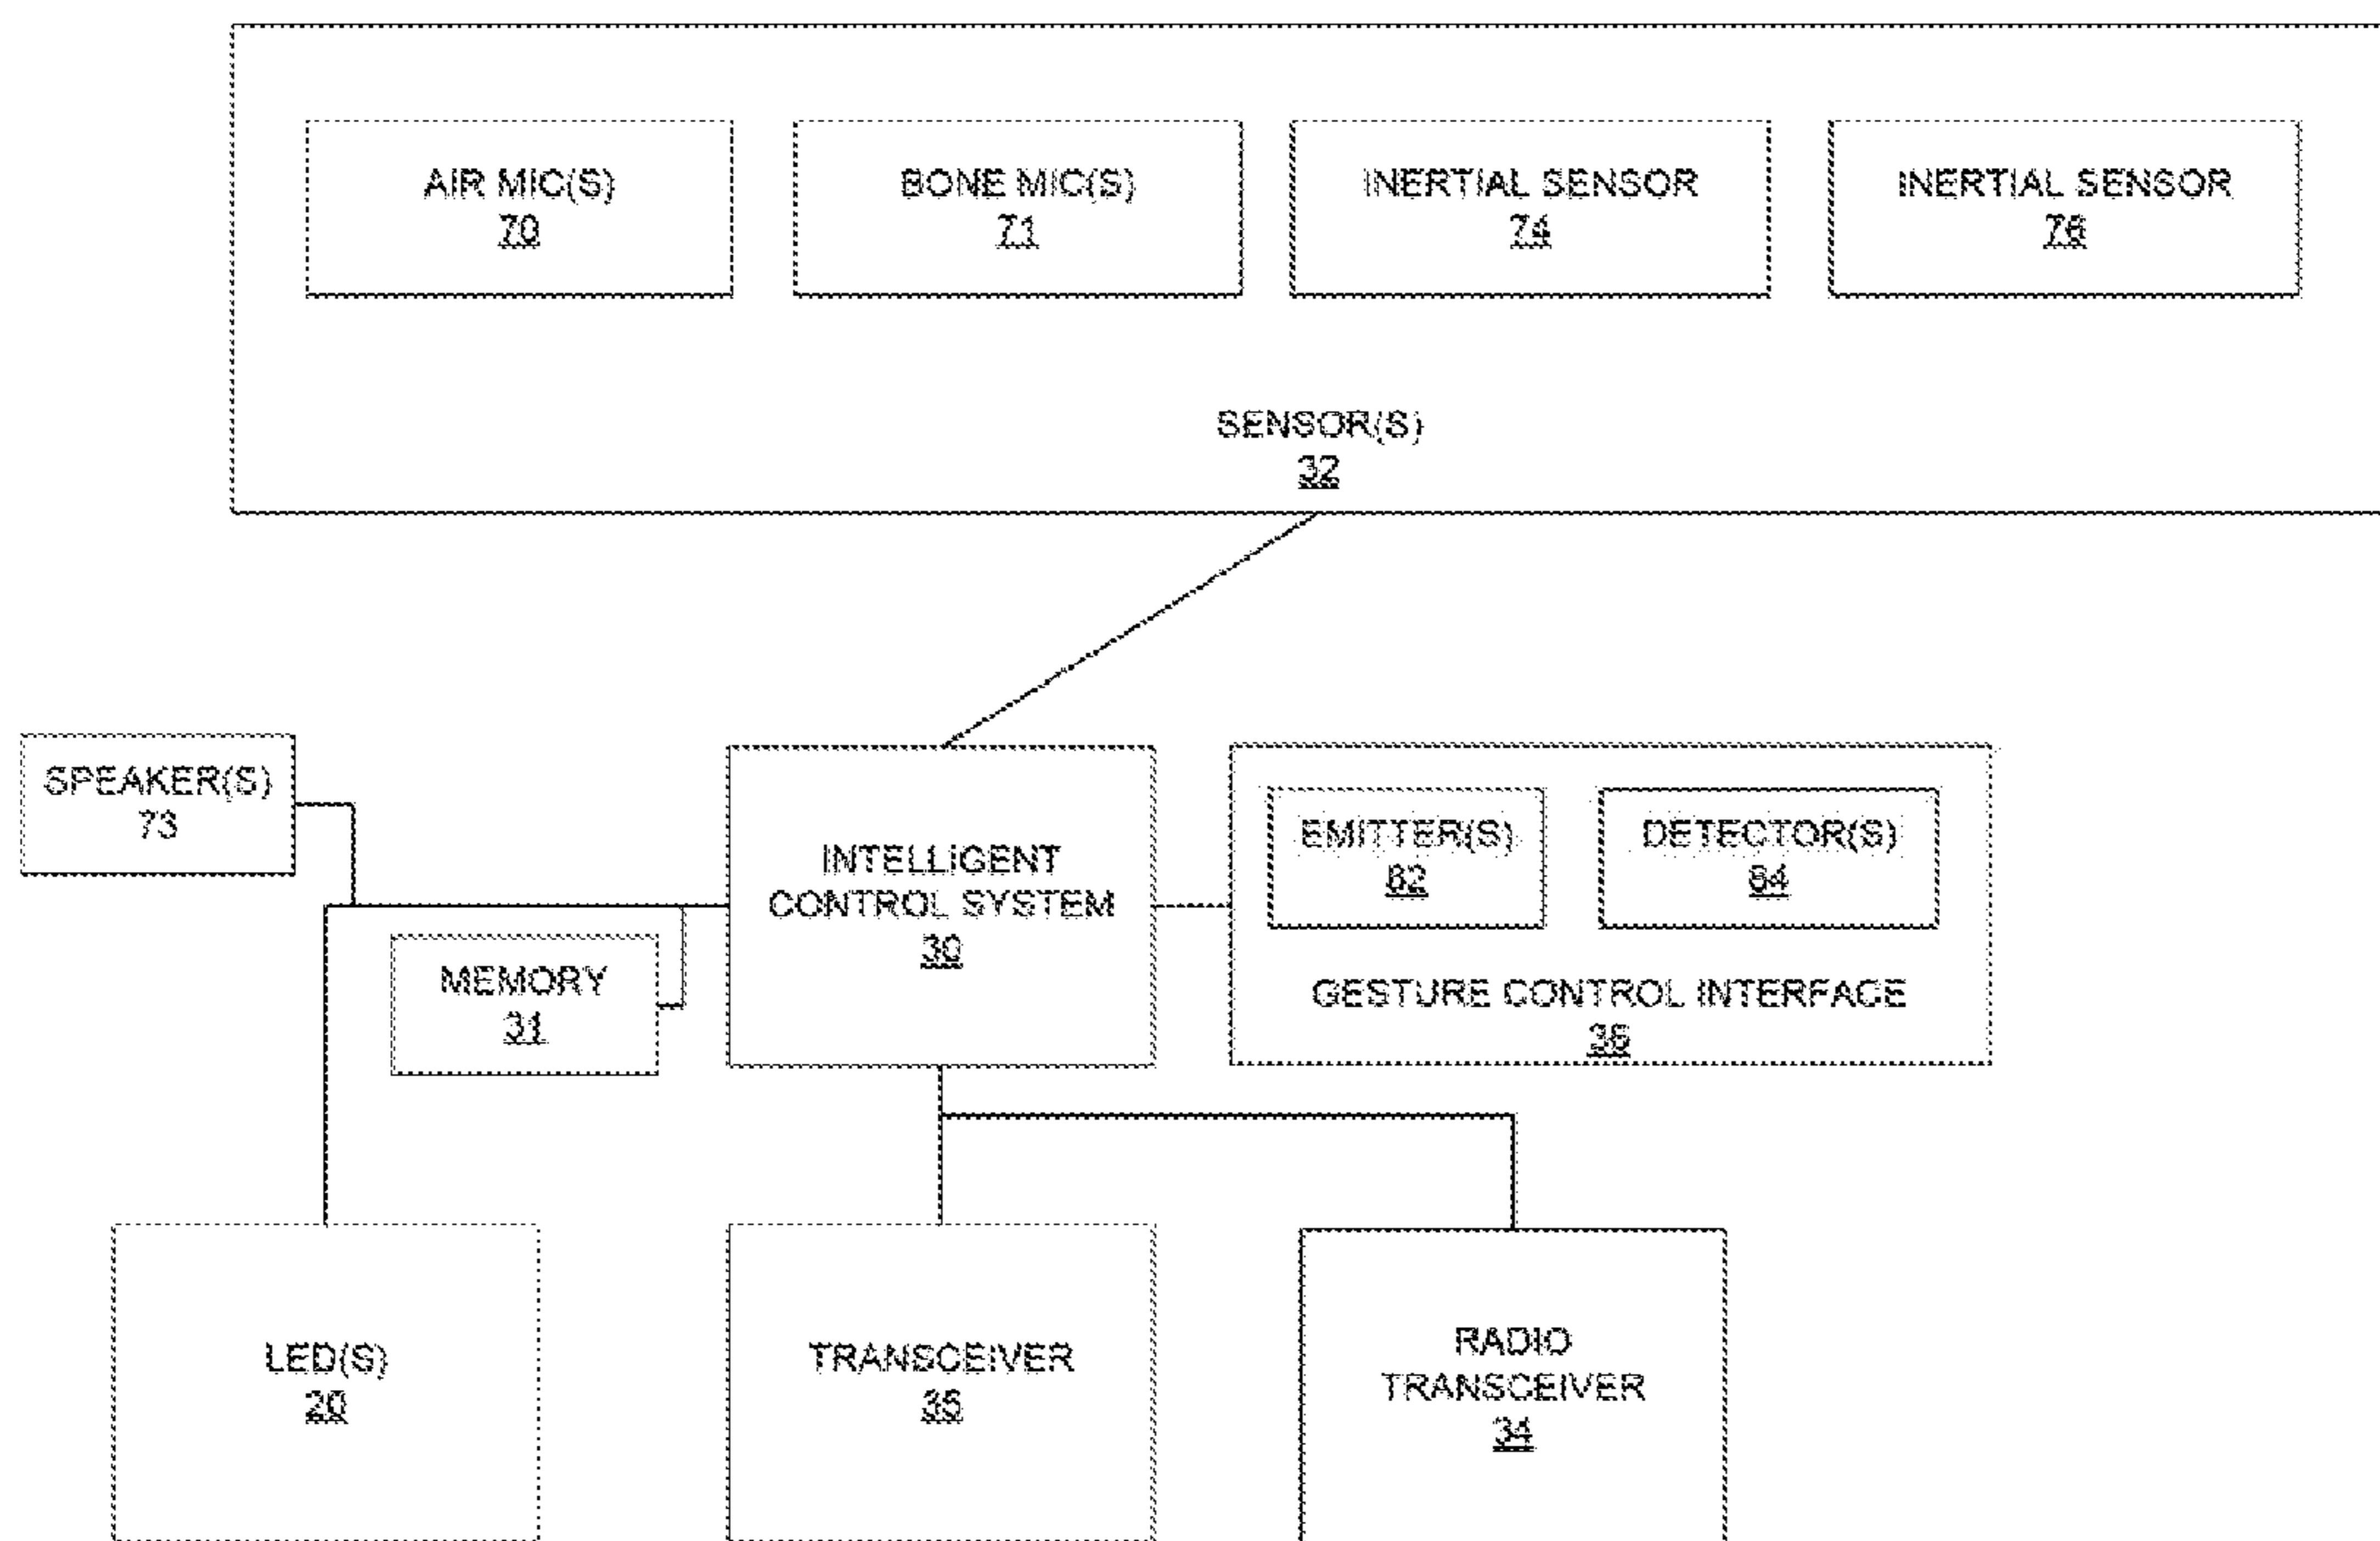 AIR MIC(S)
70
BONE MIC(S)
71
INERTIAL SENSOR
74
INERTIAL SENSOR
76
SENSOR(S)
32
SPEAKER(S)
73
INTELLIGENT
CONTROL SYSTEM
30
EMITTER(S)
82
DETECTOR(S)
84
GESTURE CONTROL INTERFACE
36
MEMORY
31
LED(S)
20
TRANSCEIVER
35
RADIO
TRANSCEIVER
34